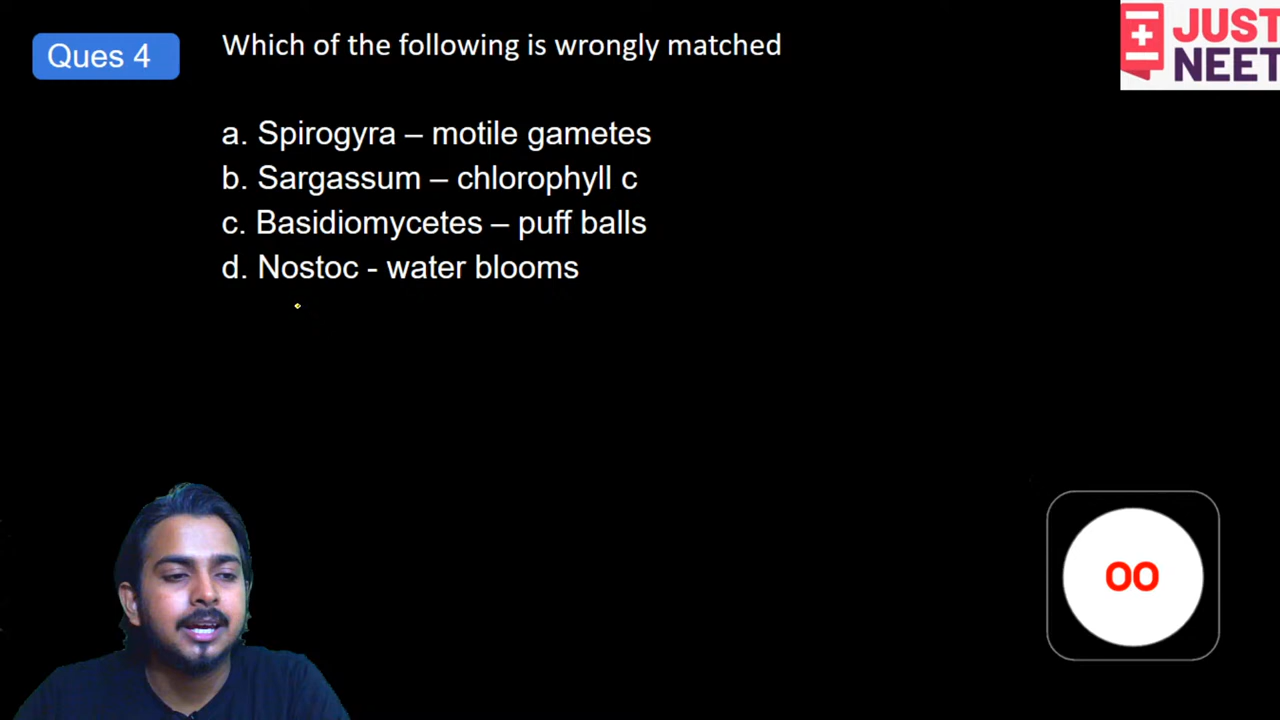 Ques 4
Which of the following is wrongly matched
JUST
NEET
a. Spirogyra – motile gametes
b. Sargassum – chlorophyll c
c. Basidiomycetes – puff balls
d. Nostoc - water blooms
00